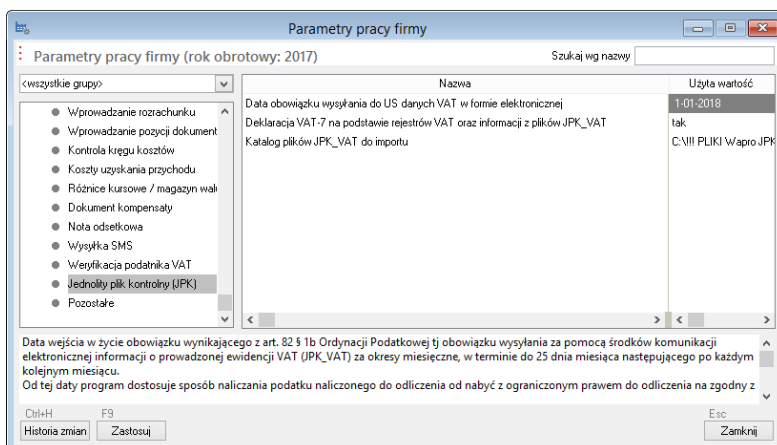 Parametry pracy firmy
Parametry pracy firmy (rok obrotowy: 2017)
Szukaj wg nazwy
<wszystkie grupy>
Wprowadzanie rozrachunku
Wprowadzanie pozycji dokument
Kontrola kręgu kosztów
Koszty uzyskania przychodu
Różnice kursowe / magazyn walu
Dokument kompensaty
Nota odsetkowa
Wysyłka SMS
Weryfikacja podatnika VAT
Jednolity plik kontrolny (JPK)
Pozostałe
Nazwa
Użyta wartość
Data obowiązku wysyłania do US danych VAT w formie elektronicznej
1-01-2018
Deklaracja VAT-7 na podstawie rejestrów VAT oraz informacji z plików JPK_VAT
tak
Katalog plików JPK_VAT do importu
C:\!!! PLIKI Wapro JPK
Data wejścia w życie obowiązku wynikającego z art. 82 § 1b Ordynacji Podatkowej tj obowiązku wysyłania za pomocą środków komunikacji
elektronicznej informacji o prowadzonej ewidencji VAT (JPK_VAT) za okresy miesięczne, w terminie do 25 dnia miesiąca następującego po każdym
kolejnym miesiącu.
Od tej daty program dostosuje sposób naliczania podatku naliczonego do odliczenia od nabyć z ograniczonym prawem do odliczenia na zgodny z
Ctrl+H
F9
Esc
Historia zmian
Zastosuj
Zamknij